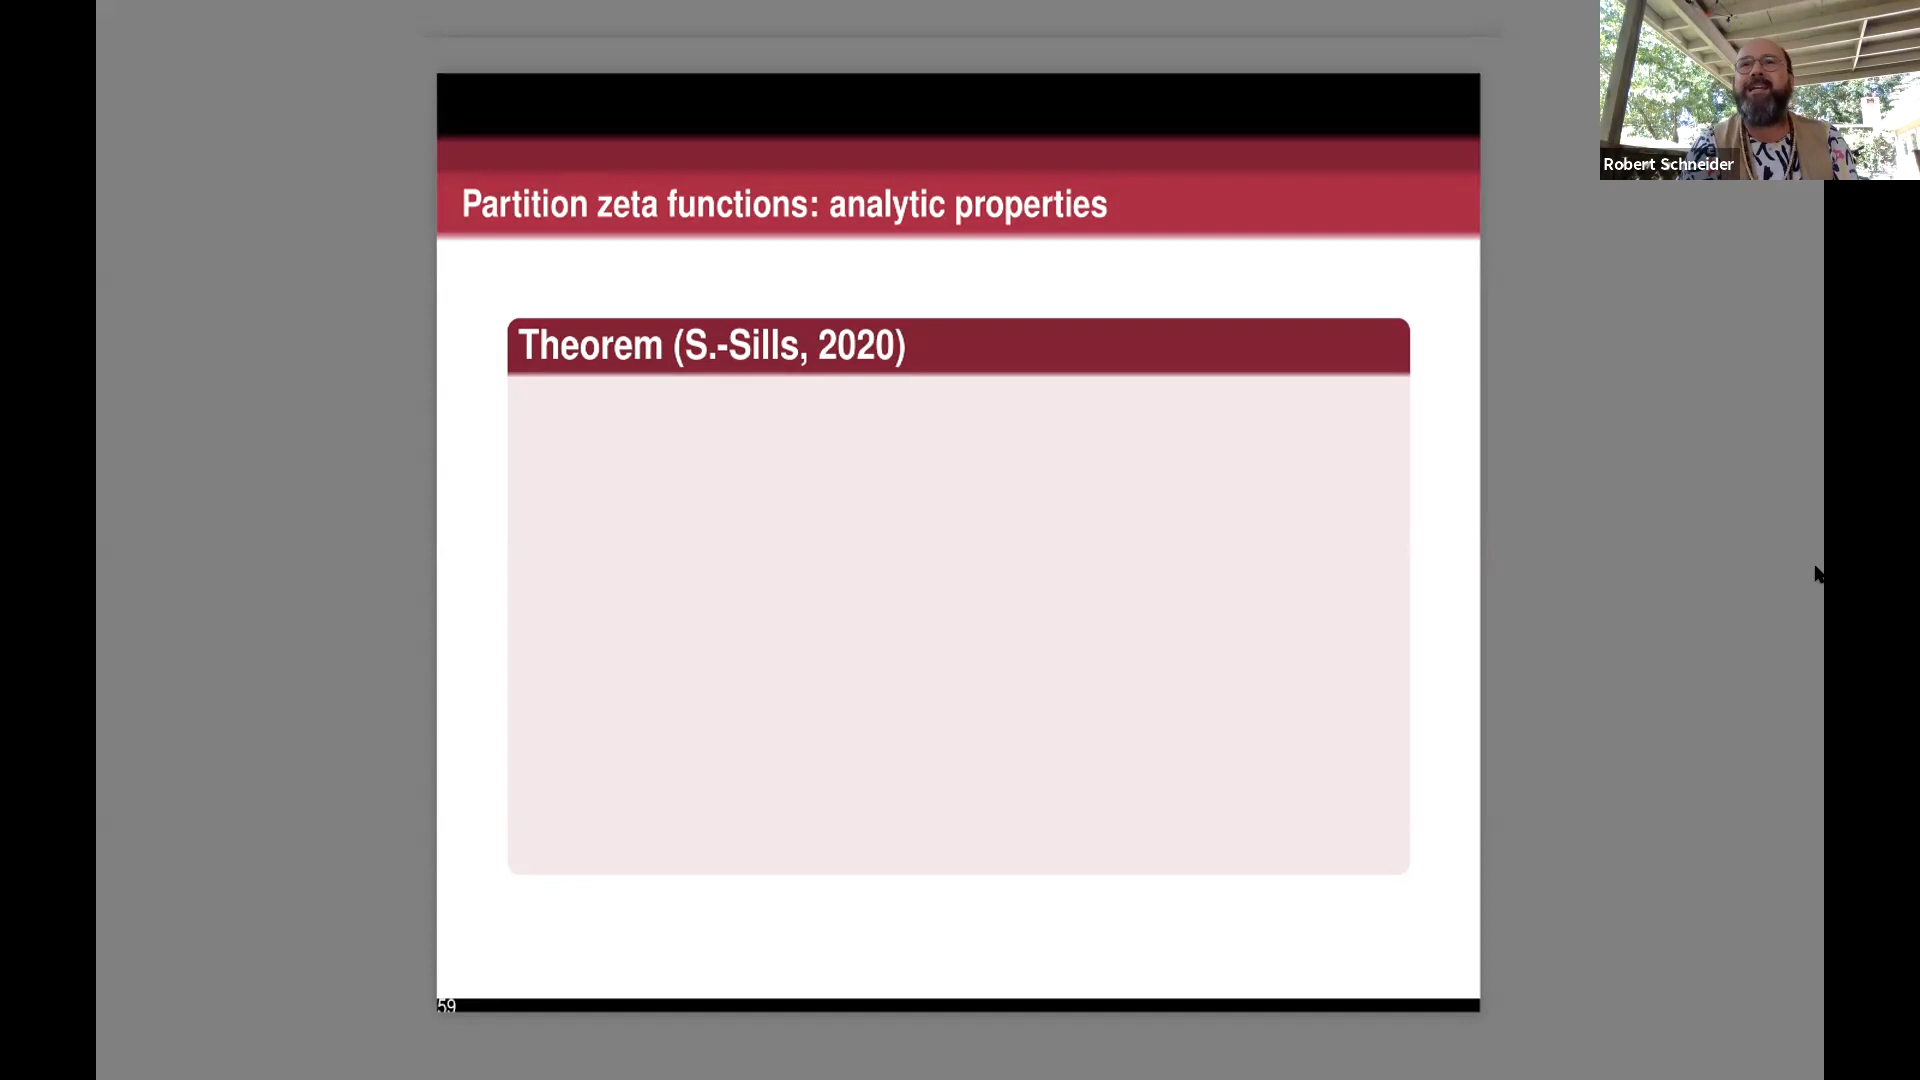 Robert Schneider
Partition zeta functions: analytic properties
Theorem (S.-Sills, 2020)
59